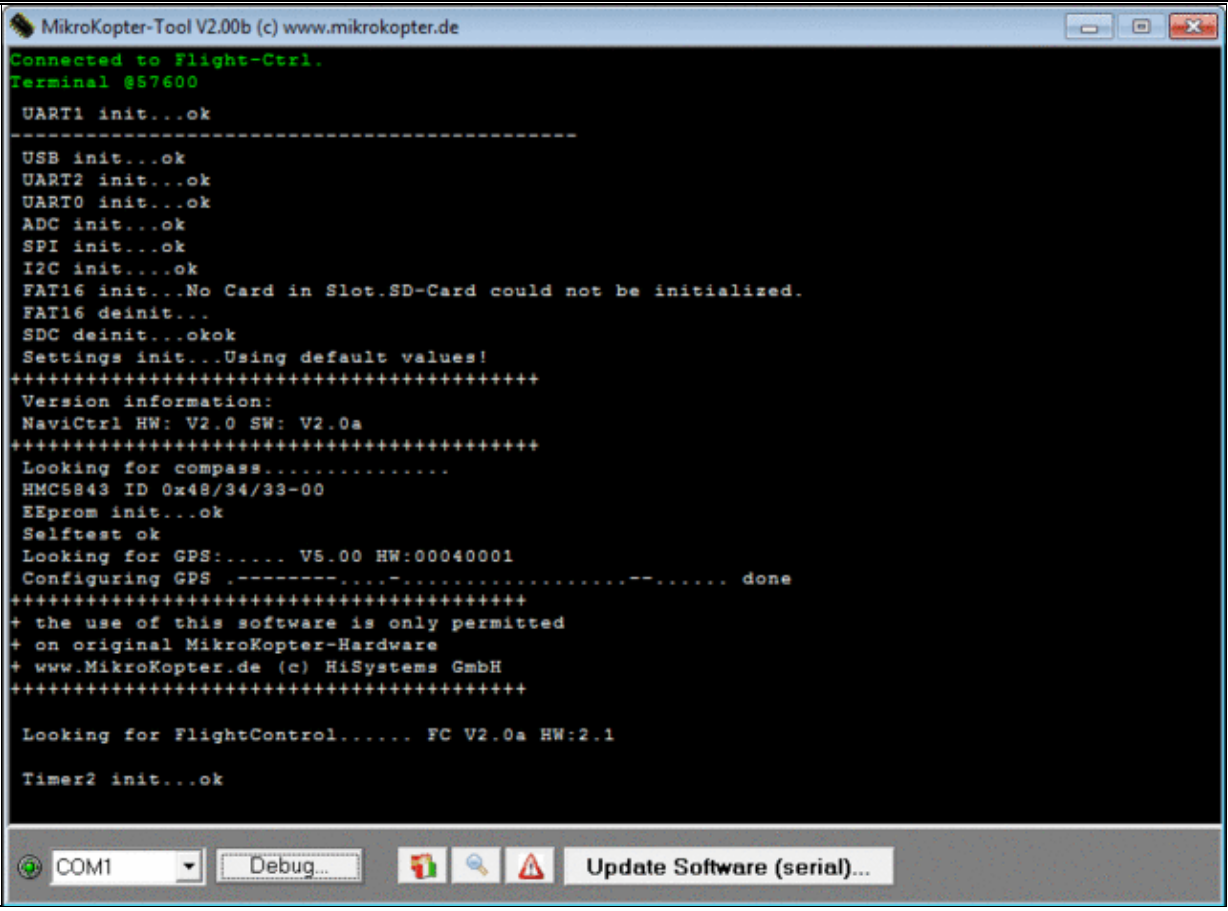 MikroKopter-Tool V2.00b (c) www.mikrokopter.de
Connected to Flight-Ctrl.
Terminal @57600
UART1 init...ok
---------------------------------------------
USB init...ok
UART2 init...ok
UART0 init...ok
ADC init...ok
SPI init...ok
I2C init....ok
FAT16 init...No Card in Slot.SD-Card could not be initialized.
FAT16 deinit...
SDC deinit...okok
Settings init...Using default values!
++++++++++++++++++++++++++++++++++++++++++
Version information:
NaviCtrl HW: V2.0 SW: V2.0a
++++++++++++++++++++++++++++++++++++++++++
Looking for compass...............
HMC5843 ID 0x48/34/33-00
EEprom init...ok
Selftest ok
Looking for GPS:..... V5.00 HW:00040001
Configuring GPS .--------....-..................--...... done
+++++++++++++++++++++++++++++++++++++++++
+ the use of this software is only permitted
+ on original MikroKopter-Hardware
+ www.MikroKopter.de (c) HiSystems GmbH
+++++++++++++++++++++++++++++++++++++++++
Looking for FlightControl...... FC V2.0a HW:2.1
Timer2 init...ok
COM1 Debug... Update Software (serial)...